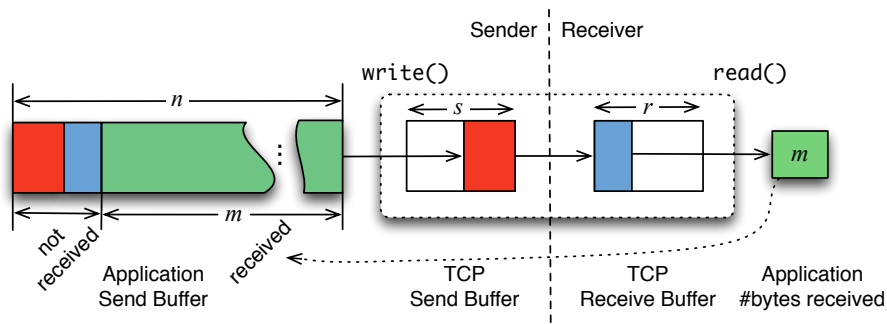 Sender
Receiver
write()
read()
n
s
r
m
m
not
received
received
Application
Send Buffer
TCP
Send Buffer
TCP
Receive Buffer
Application
#bytes received